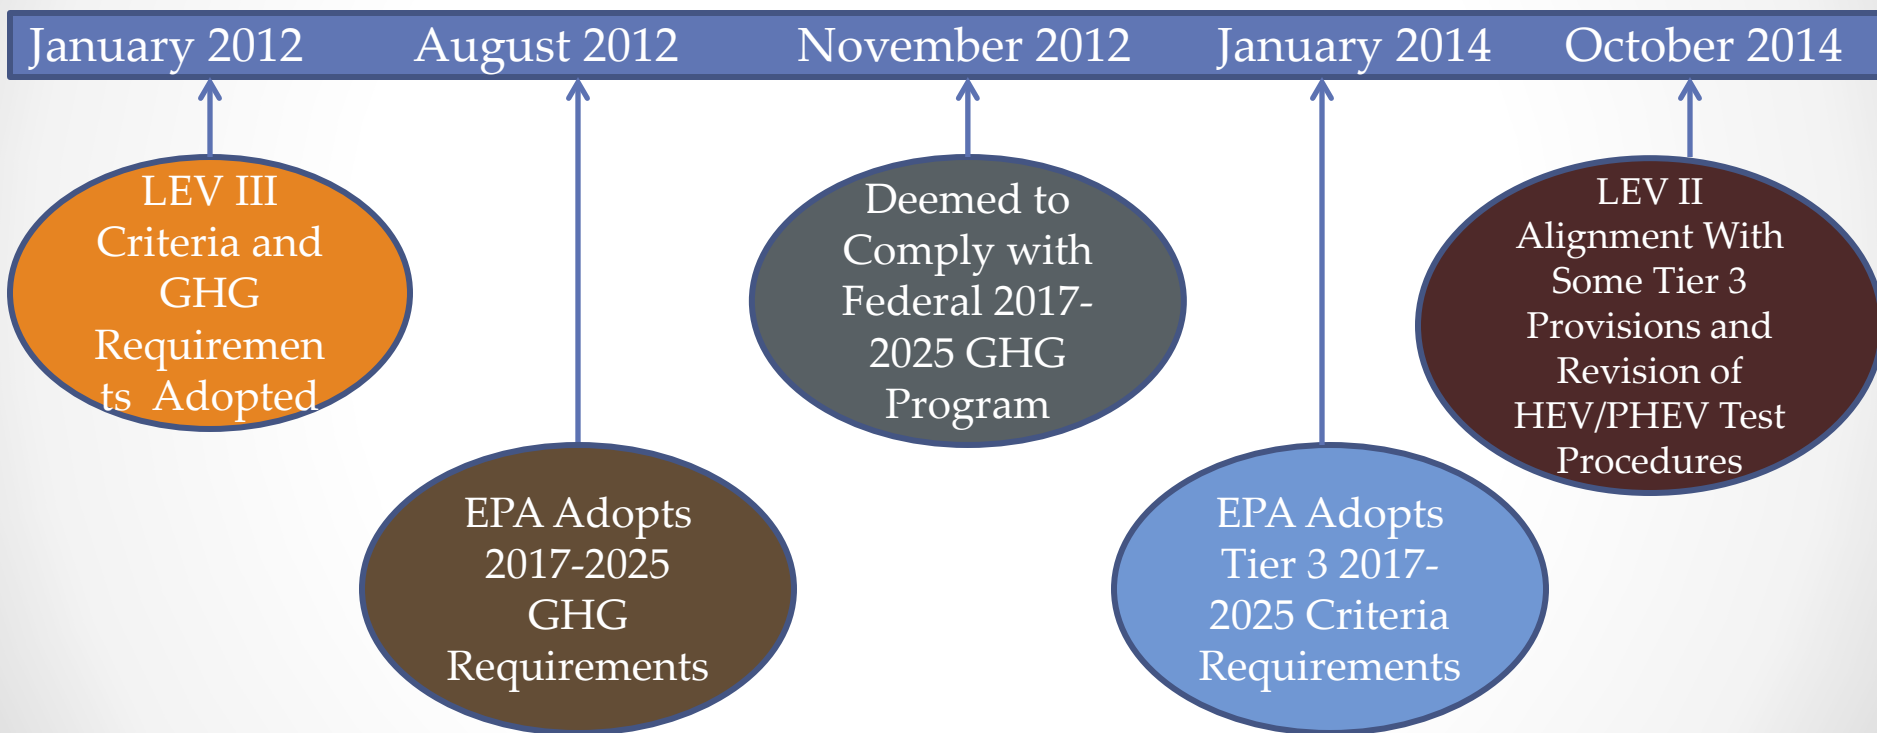 January 2012 August 2012 November 2012 January 2014 October 2014
LEV III
Criteria and
GHG
Requiremen
ts Adopted
EPA Adopts
2017-2025
GHG
Requirements
Deemed to
Comply with
Federal 2017-
2025 GHG
Program
EPA Adopts
Tier 3 2017-
2025 Criteria
Requirements
LEV II
Alignment With
Some Tier 3
Provisions and
Revision of
HEV/PHEV Test
Procedures